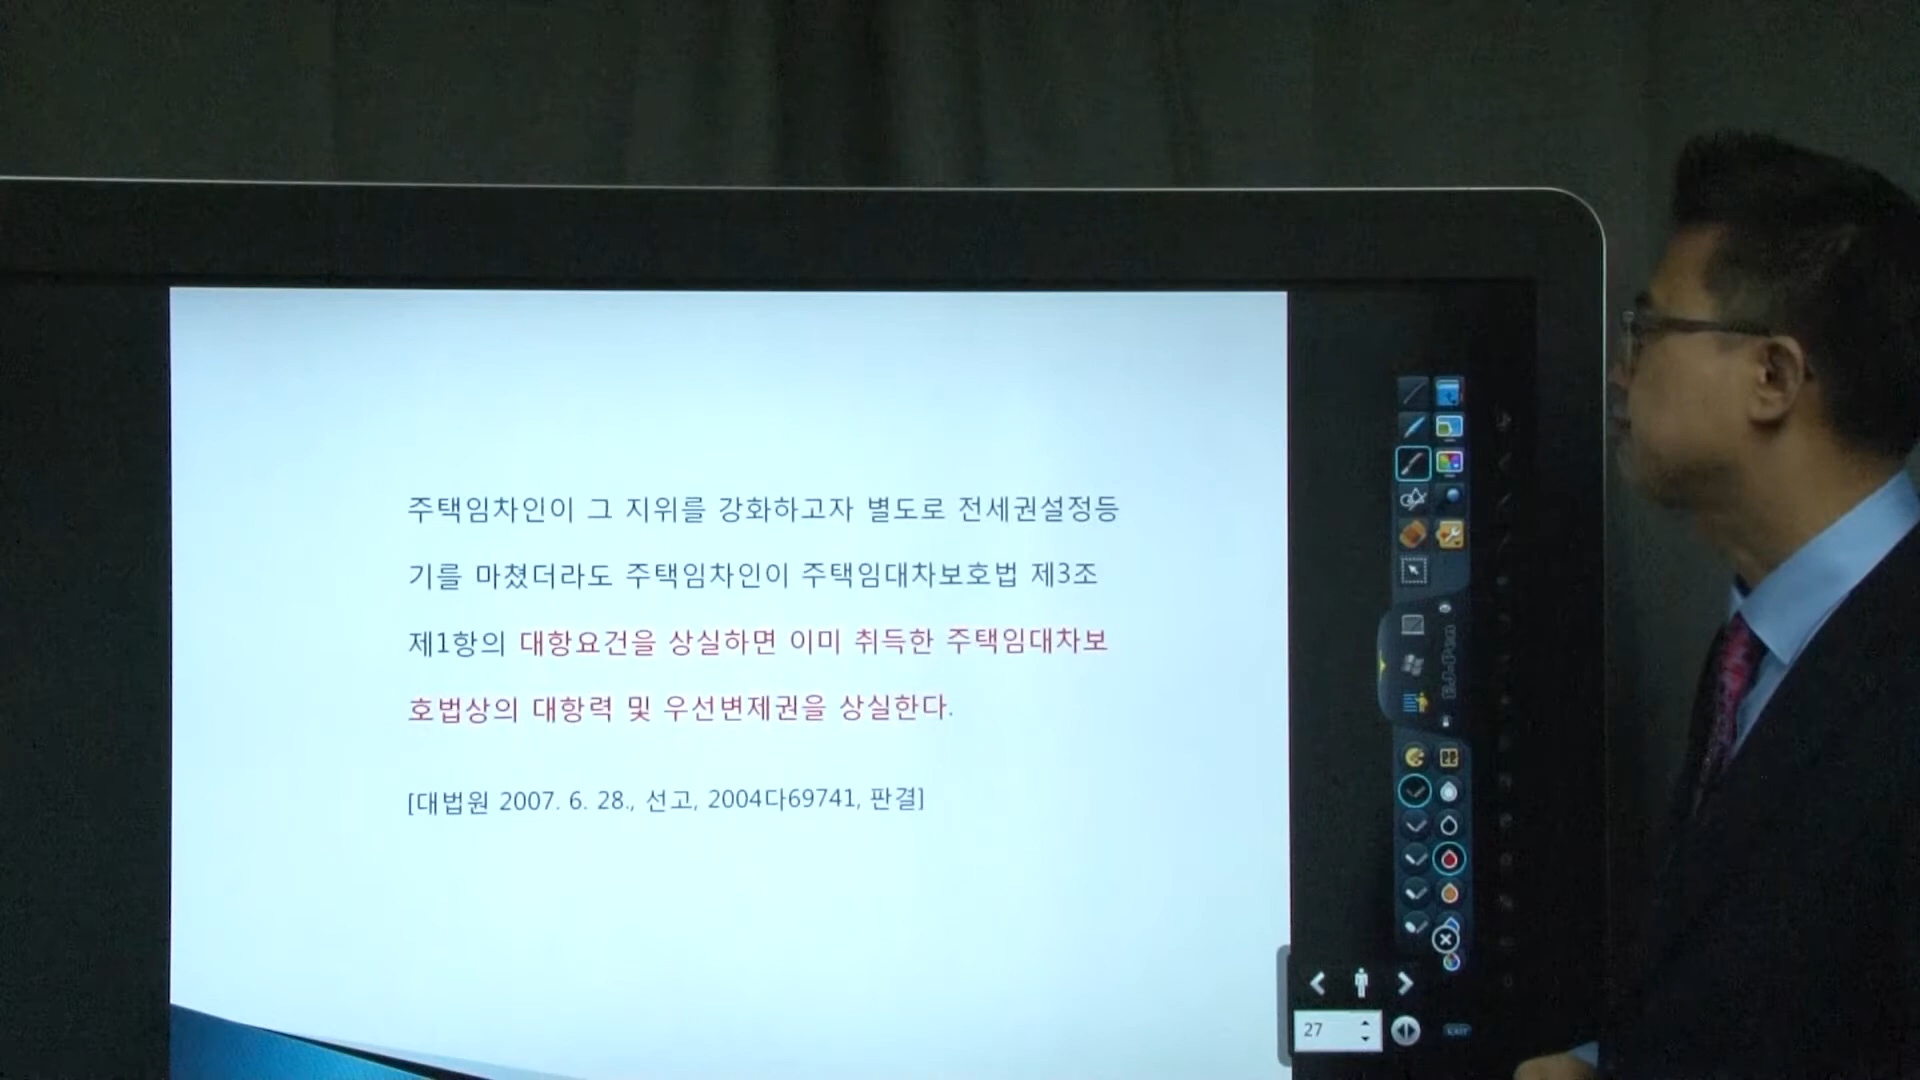 주택임차인이 그 지위를 강화하고자 별도로 전세권설정등
기를 마쳤더라도 주택임차인이 주택임대차보호법 제3조
제1항의 대항요건을 상실하면 이미 취득한 주택임대차보
호법상의 대항력 및 우선변제권을 상실한다.
[대법원 2007. 6. 28., 선고, 2004다69741, 판결]
27
EXIT